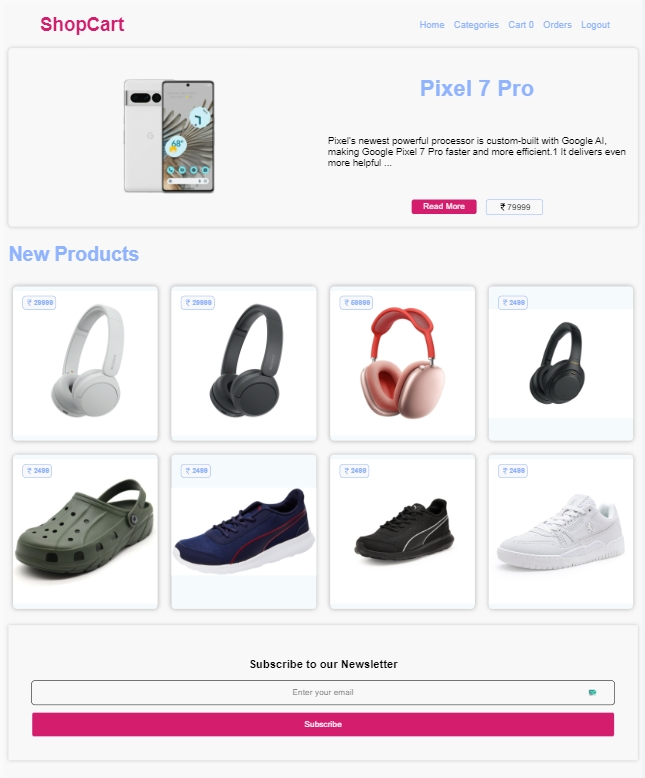 ShopCart
Home Categories Cart 0 Orders Logout
Pixel 7 Pro
Pixel's newest powerful processor is custom-built with Google AI,
making Google Pixel 7 Pro faster and more efficient.1 It delivers even
more helpful ...
68°
Read More ₹ 79999
New Products
₹ 29999 ₹ 29999 ₹ 59999 ₹ 2499
₹ 2499 ₹ 2499 ₹ 2499 ₹ 2499
Subscribe to our Newsletter
Enter your email
Subscribe